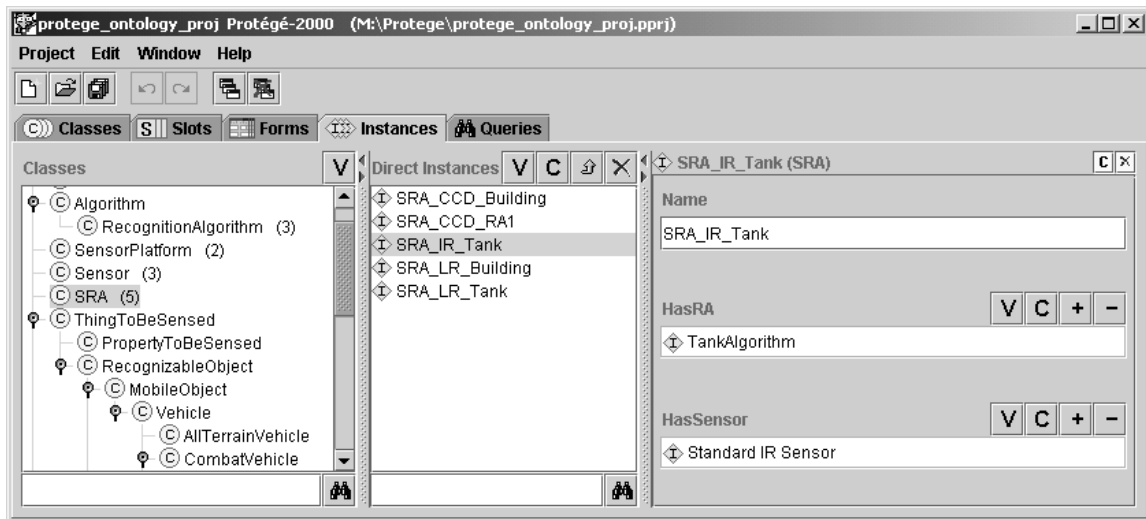 protege_ontology_proj Protégé-2000 (M:\Protege\protege_ontology_proj.pprj)
Project Edit Window Help
Classes Slots Forms Instances Queries
Classes V
Algorithm
RecognitionAlgorithm (3)
SensorPlatform (2)
Sensor (3)
SRA (5)
ThingToBeSensed
PropertyToBeSensed
RecognizableObject
MobileObject
Vehicle
AllTerrainVehicle
CombatVehicle
Direct Instances V C
SRA_CCD_Building
SRA_CCD_RA1
SRA_IR_Tank
SRA_LR_Building
SRA_LR_Tank
SRA_IR_Tank (SRA) C ×
Name
SRA_IR_Tank
HasRA V C + −
TankAlgorithm
HasSensor V C + −
Standard IR Sensor